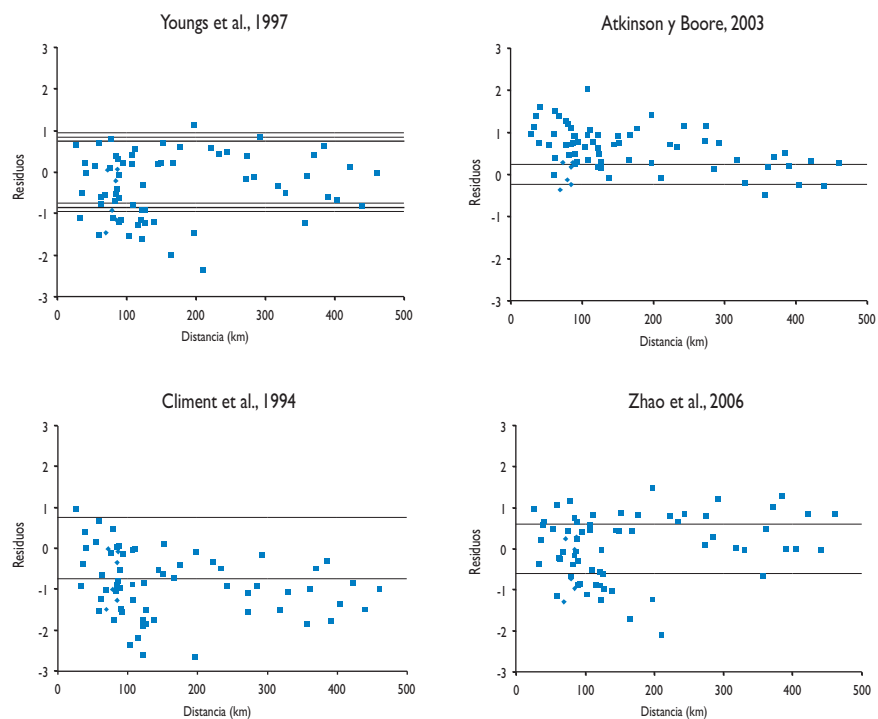 Youngs et al., 1997
3
2
1
0
-1
-2
-3
Residuos
0 100 200 300 400 500
Distancia (km)
Atkinson y Boore, 2003
3
2
1
0
-1
-2
-3
Residuos
0 100 200 300 400 500
Distancia (km)
Climent et al., 1994
3
2
1
0
-1
-2
-3
Residuos
0 100 200 300 400 500
Distancia (km)
Zhao et al., 2006
3
2
1
0
-1
-2
-3
Residuos
0 100 200 300 400 500
Distancia (km)